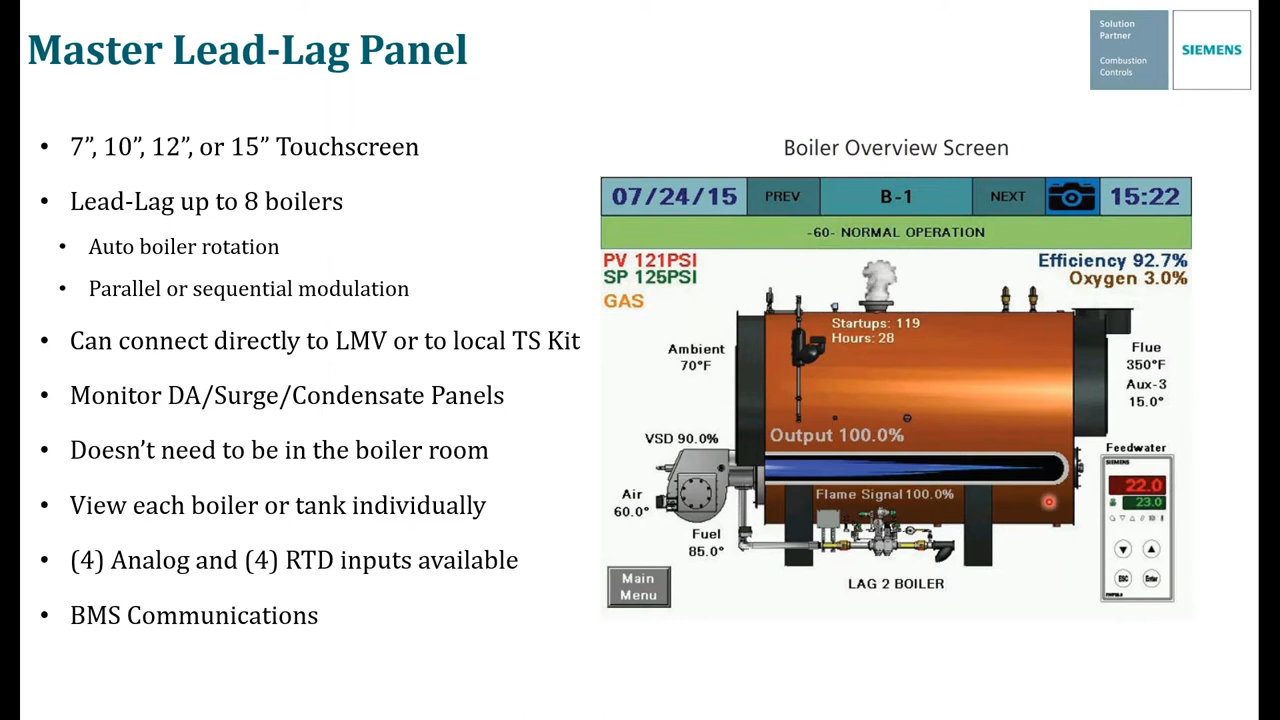 Master Lead-Lag Panel
Solution
Partner
Combustion
Controls
SIEMENS
• 7”, 10”, 12”, or 15” Touchscreen
• Lead-Lag up to 8 boilers
• Auto boiler rotation
• Parallel or sequential modulation
• Can connect directly to LMV or to local TS Kit
• Monitor DA/Surge/Condensate Panels
• Doesn’t need to be in the boiler room
• View each boiler or tank individually
• (4) Analog and (4) RTD inputs available
• BMS Communications
Boiler Overview Screen
07/24/15 PREV B-1 NEXT 15:22
-60- NORMAL OPERATION
PV 121PSI
SP 125PSI
GAS
Efficiency 92.7%
Oxygen 3.0%
Startups: 119
Hours: 28
Ambient
70°F
Flue
350°F
Aux-3
15.0°
Output 100.0%
VSD 90.0%
Flame Signal 100.0%
Air
60.0°
Fuel
85.0°
Feedwater
SIEMENS
22.0
23.0
ESC Enter
Main
Menu
LAG 2 BOILER